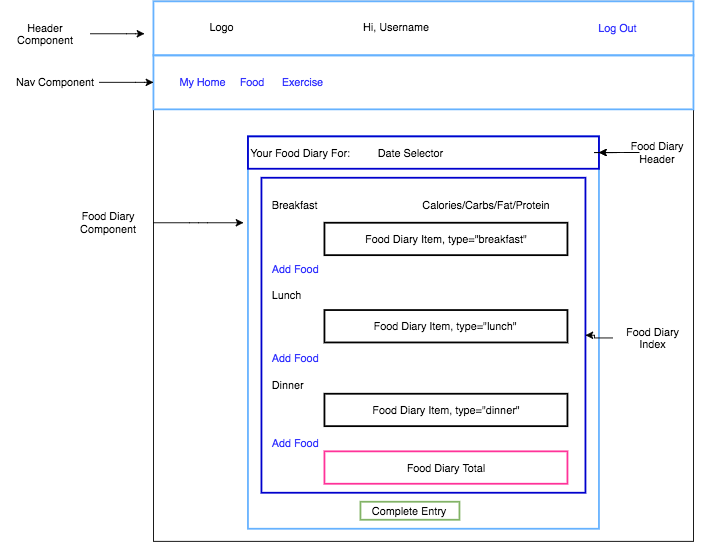 Header
Component
Logo
Hi, Username
Log Out
Nav Component
My Home
Food
Exercise
Your Food Diary For:
Date Selector
Food Diary
Header
Food Diary
Component
Breakfast
Calories/Carbs/Fat/Protein
Food Diary Item, type="breakfast"
Add Food
Lunch
Food Diary Item, type="lunch"
Food Diary
Index
Add Food
Dinner
Food Diary Item, type="dinner"
Add Food
Food Diary Total
Complete Entry